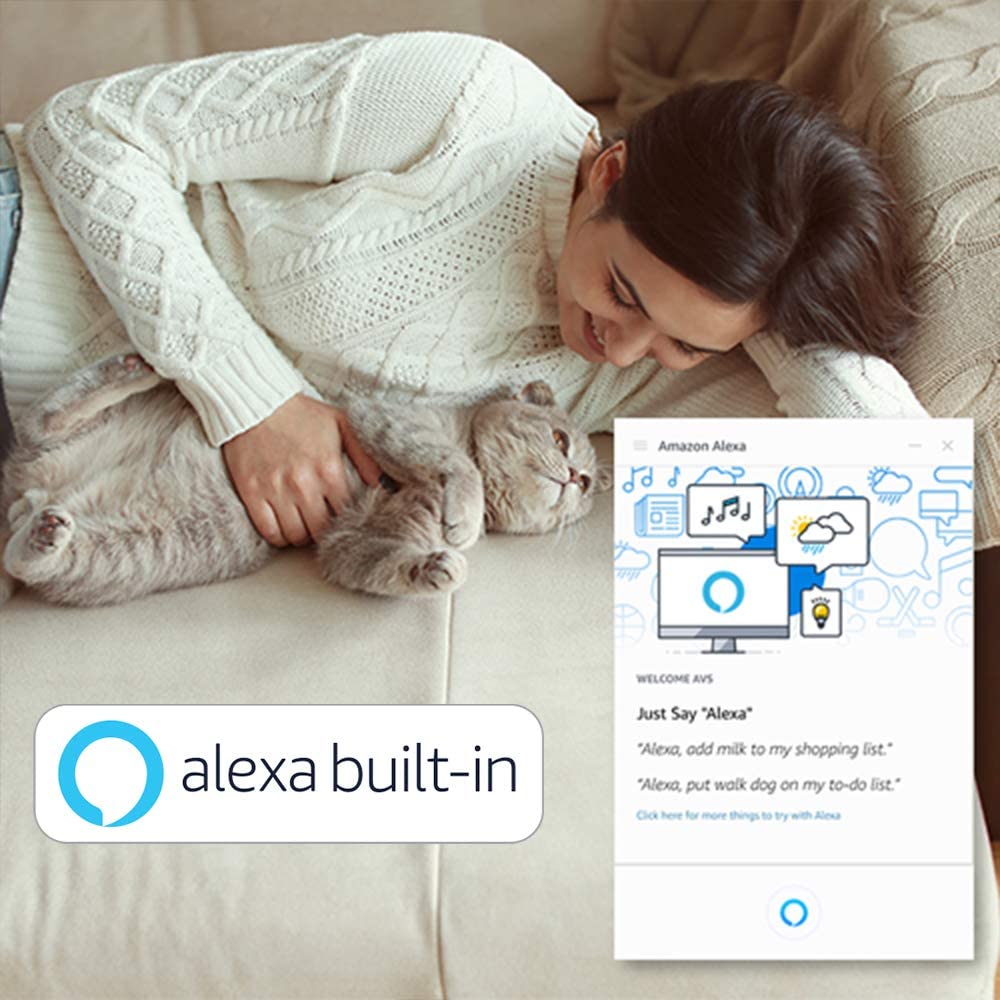 Amazon Alexa
WELCOME AVS
Just Say "Alexa"
"Alexa, add milk to my shopping list."
"Alexa, put walk dog on my to-do list."
Click here for more things to try with Alexa
alexa built-in